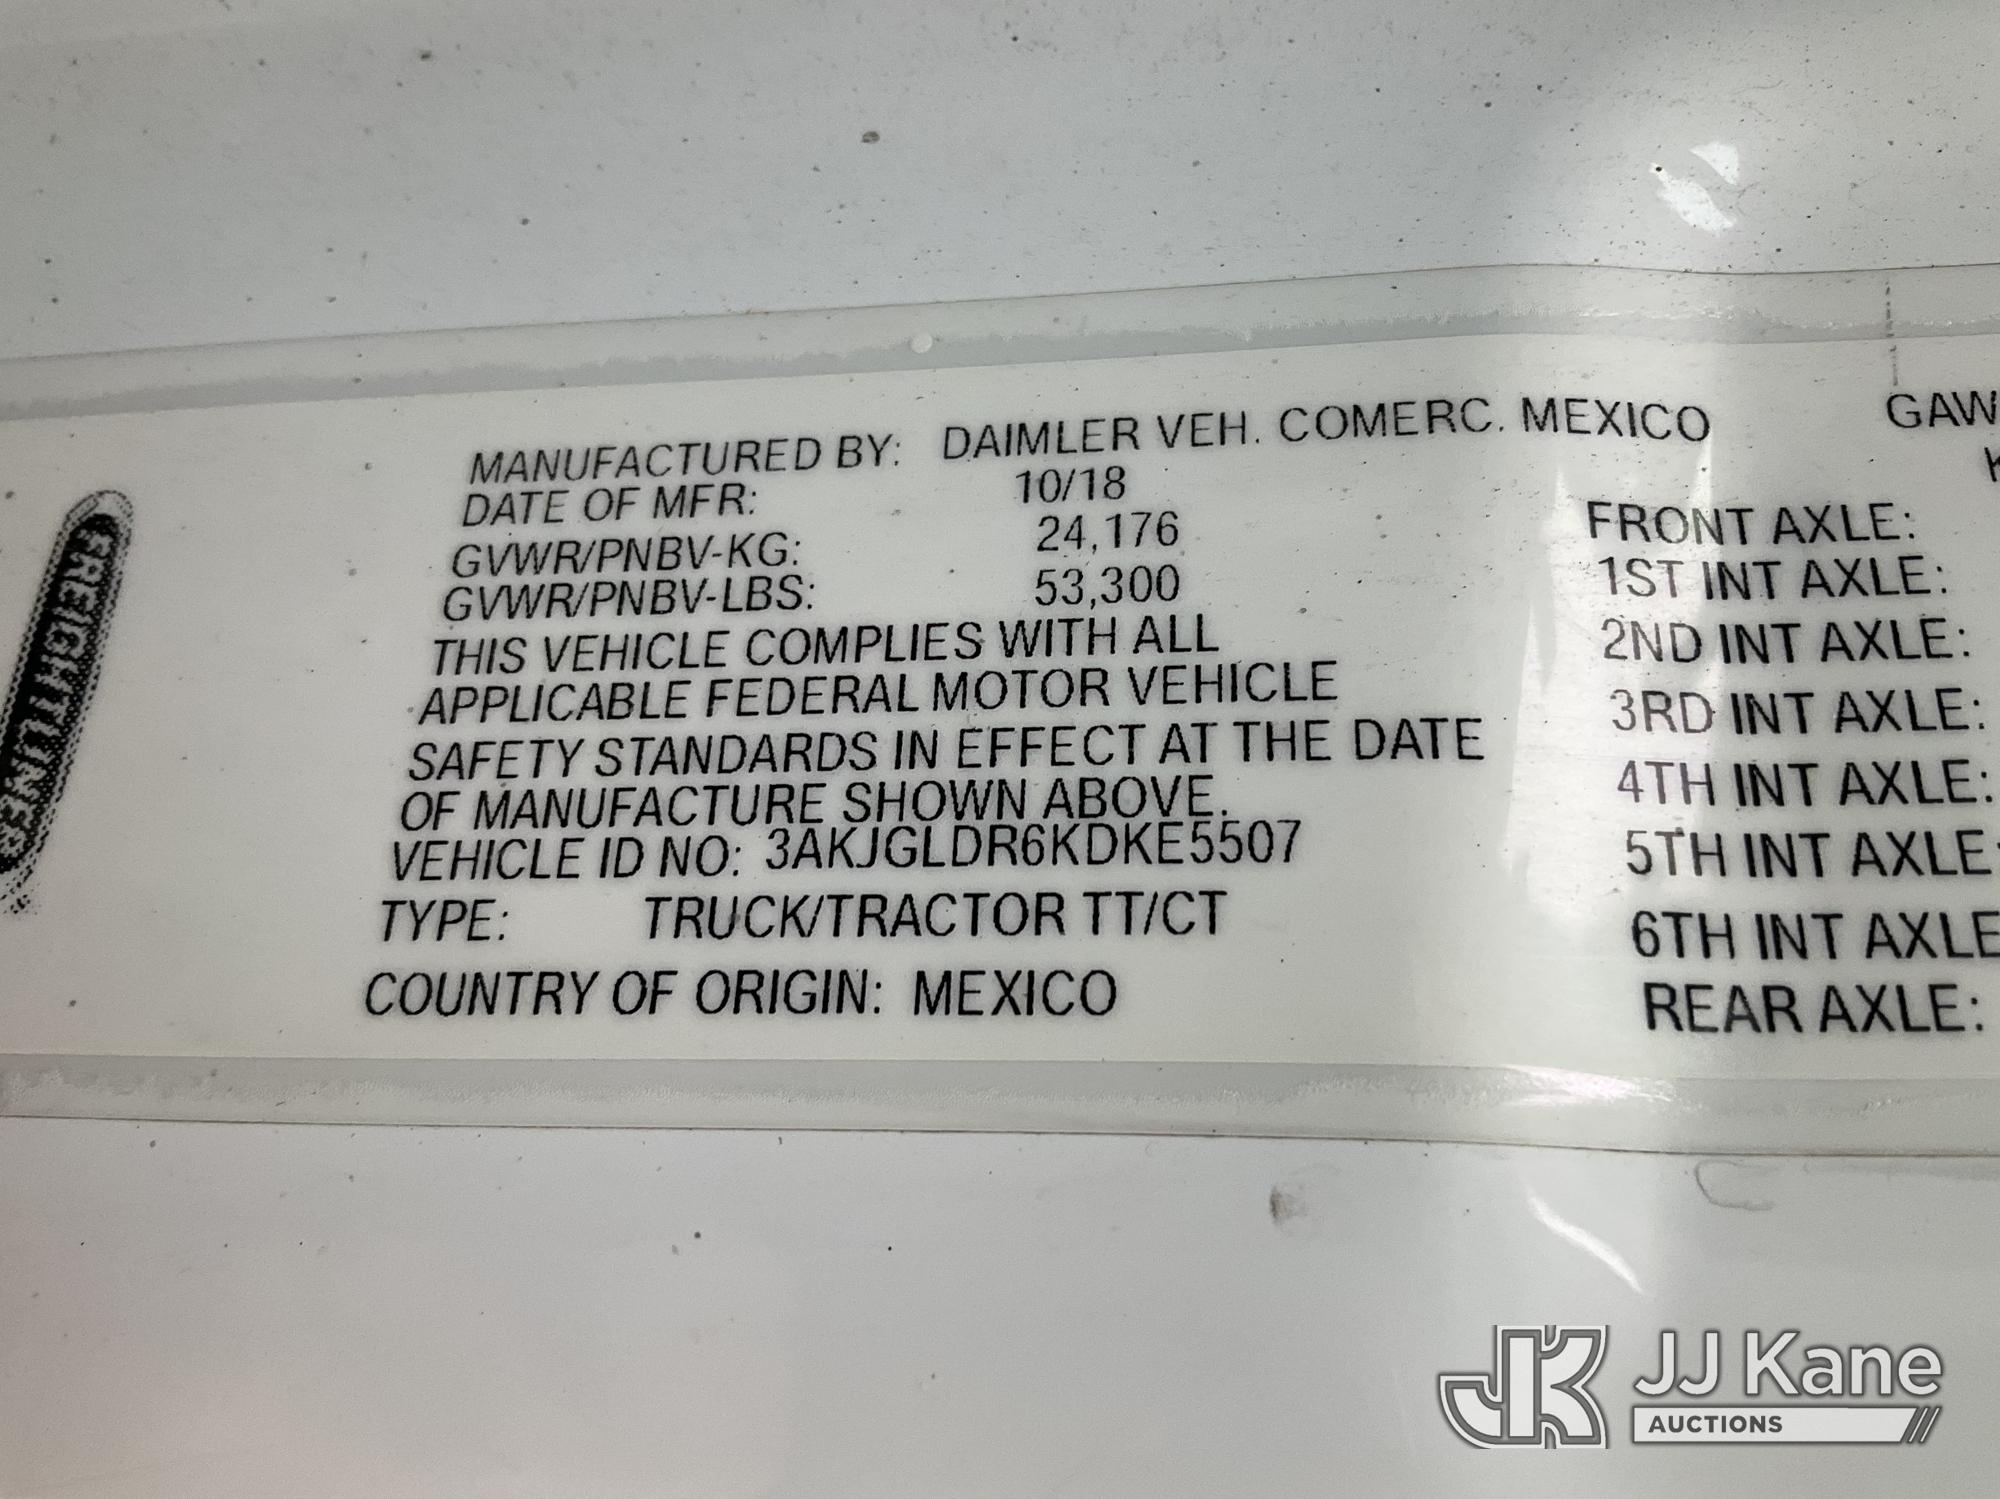 MANUFACTURED BY: DAIMLER VEH. COMERC. MEXICO
DATE OF MFR: 10/18
GVWR/PNBV-KG: 24,176
GVWR/PNBV-LBS: 53,300
THIS VEHICLE COMPLIES WITH ALL
APPLICABLE FEDERAL MOTOR VEHICLE
SAFETY STANDARDS IN EFFECT AT THE DATE
OF MANUFACTURE SHOWN ABOVE.
VEHICLE ID NO: 3AKJGLDR6KDKE5507
TYPE: TRUCK/TRACTOR TT/CT
COUNTRY OF ORIGIN: MEXICO
GAW
K
FRONT AXLE:
1ST INT AXLE:
2ND INT AXLE:
3RD INT AXLE:
4TH INT AXLE:
5TH INT AXLE:
6TH INT AXLE
REAR AXLE:
JK
JJ Kane
AUCTIONS